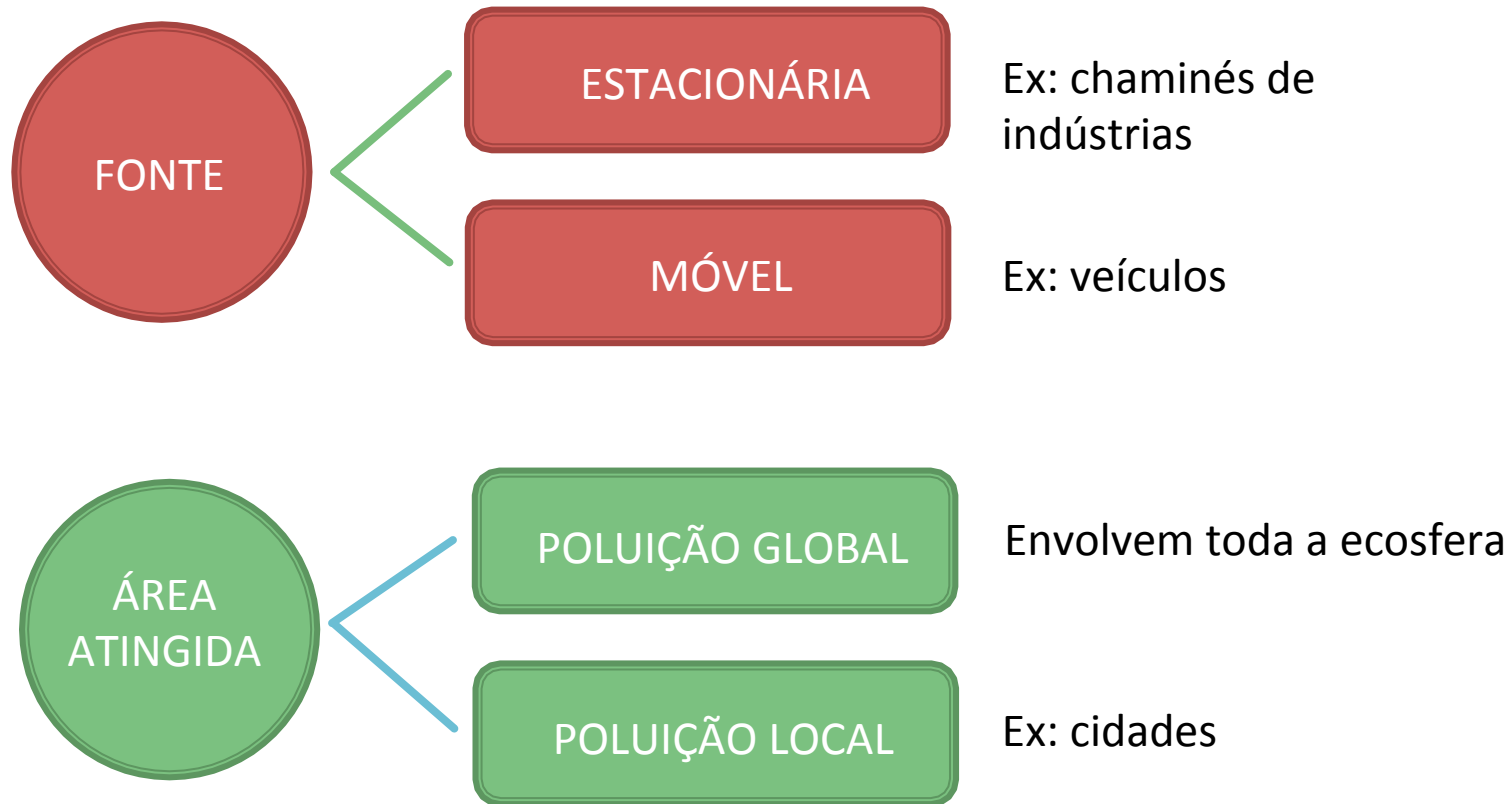 FONTE
ESTACIONÁRIA
Ex: chaminés de
indústrias
MÓVEL
Ex: veículos
ÁREA
ATINGIDA
POLUIÇÃO GLOBAL
Envolvem toda a ecosfera
POLUIÇÃO LOCAL
Ex: cidades